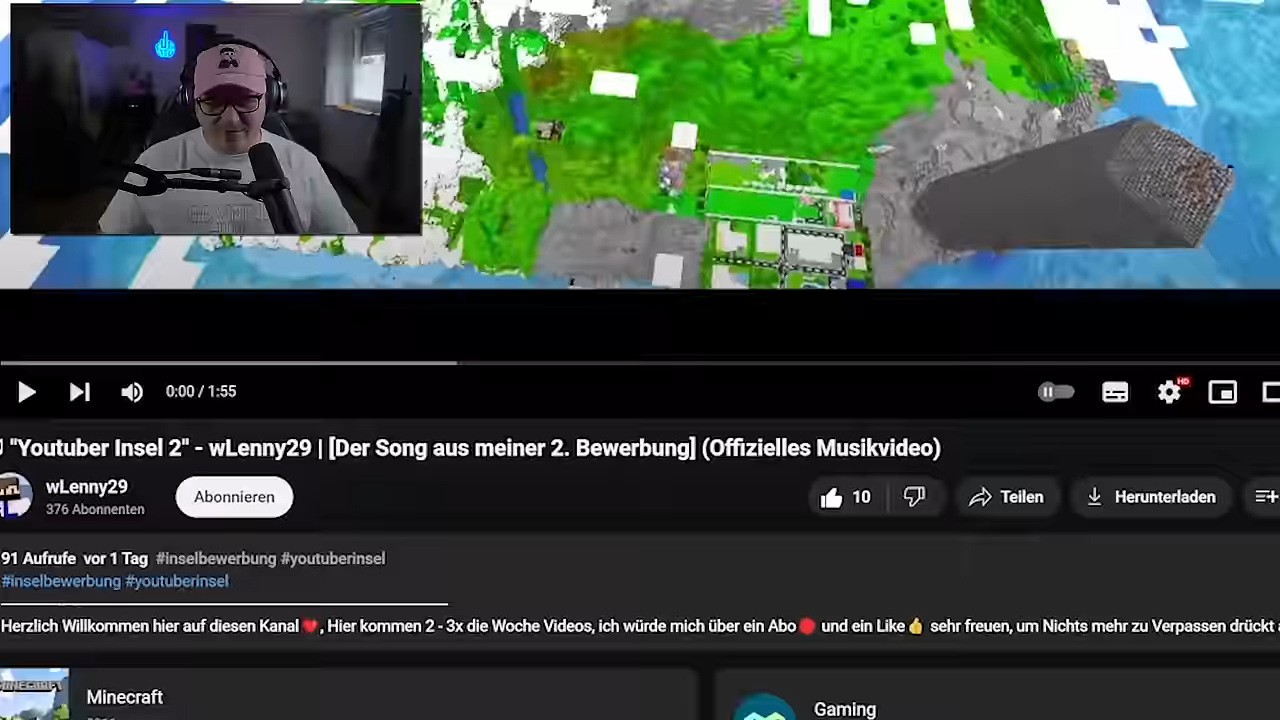 0:00 / 1:55
HD
"Youtuber Insel 2" - wLenny29 | [Der Song aus meiner 2. Bewerbung] (Offizielles Musikvideo)
wLenny29
376 Abonnenten
Abonnieren
10
Teilen
Herunterladen
91 Aufrufe vor 1 Tag #inselbewerbung #youtuberinsel
#inselbewerbung #youtuberinsel
Herzlich Willkommen hier auf diesen Kanal❤️, Hier kommen 2 - 3x die Woche Videos, ich würde mich über ein Abo🔴 und ein Like👍 sehr freuen, um Nichts mehr zu Verpassen drückt
MINECRAFT
Minecraft
Gaming